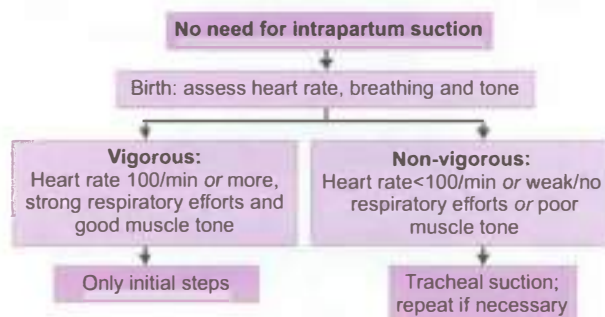 No need for intrapartum suction
Birth: assess heart rate, breathing and tone
Vigorous:
Heart rate 100/min or more,
strong respiratory efforts and
good muscle tone
Non-vigorous:
Heart rate<100/min or weak/no
respiratory efforts or poor
muscle tone
Only initial steps
Tracheal suction;
repeat if necessary